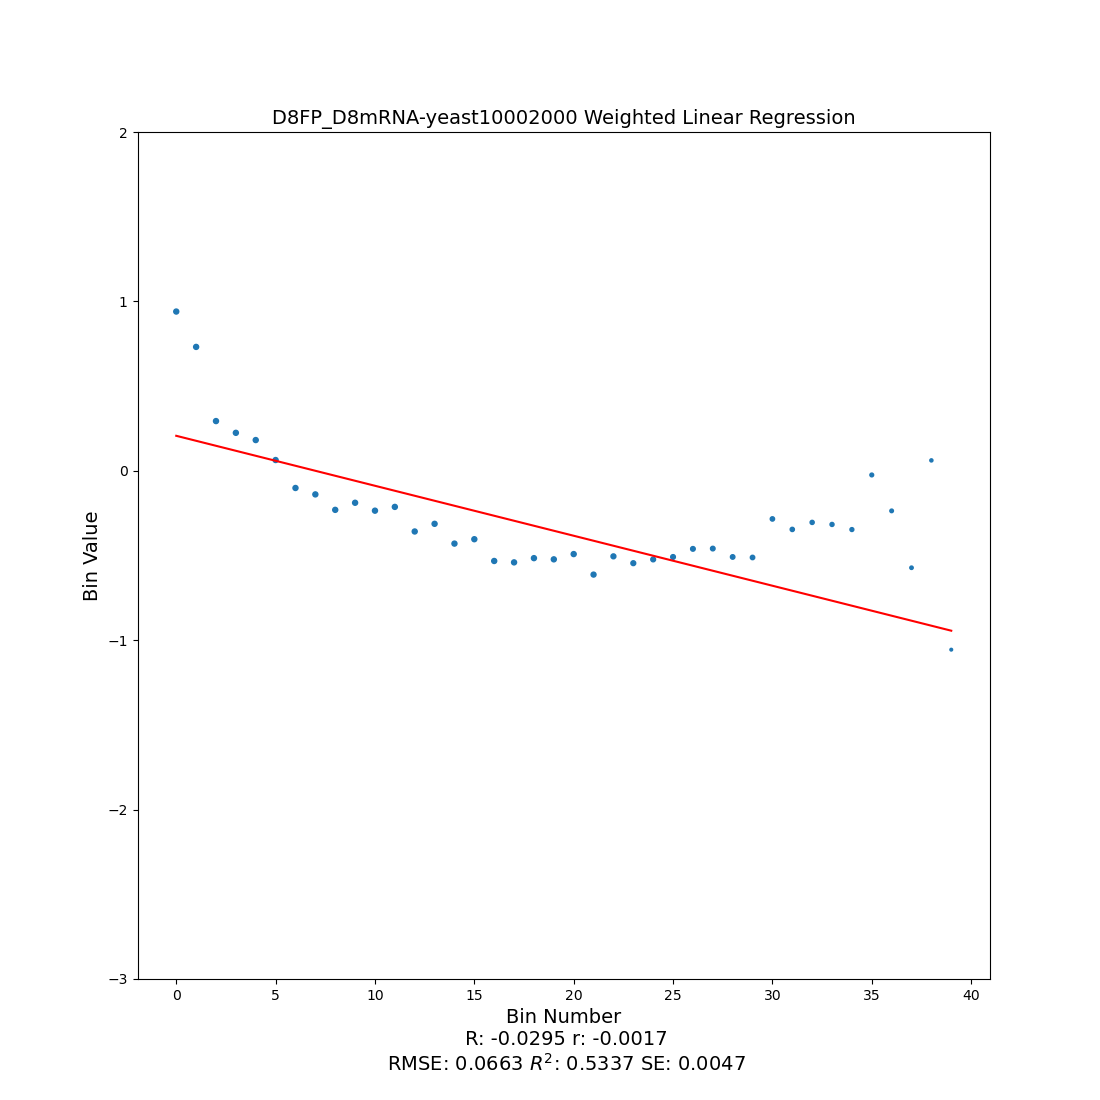 D8FP_D8mRNA-yeast10002000 Weighted Linear Regression
2
1
0
−1
−2
−3
Bin Value
0 5 10 15 20 25 30 35 40
Bin Number
R: -0.0295 r: -0.0017
RMSE: 0.0663 R²: 0.5337 SE: 0.0047